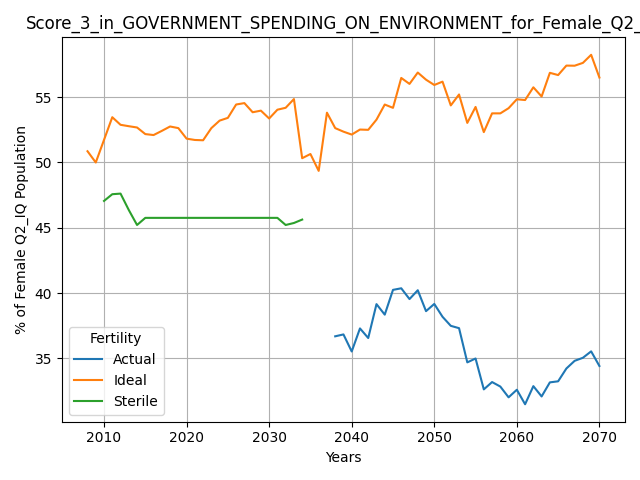 Score_3_in_GOVERNMENT_SPENDING_ON_ENVIRONMENT_for_Female_Q2_
% of Female Q2_IQ Population
55
50
45
40
35
Fertility
Actual
Ideal
Sterile
2010 2020 2030 2040 2050 2060 2070
Years